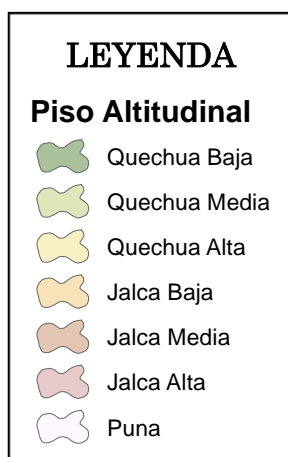 LEYENDA
Piso Altitudinal
Quechua Baja
Quechua Media
Quechua Alta
Jalca Baja
Jalca Media
Jalca Alta
Puna